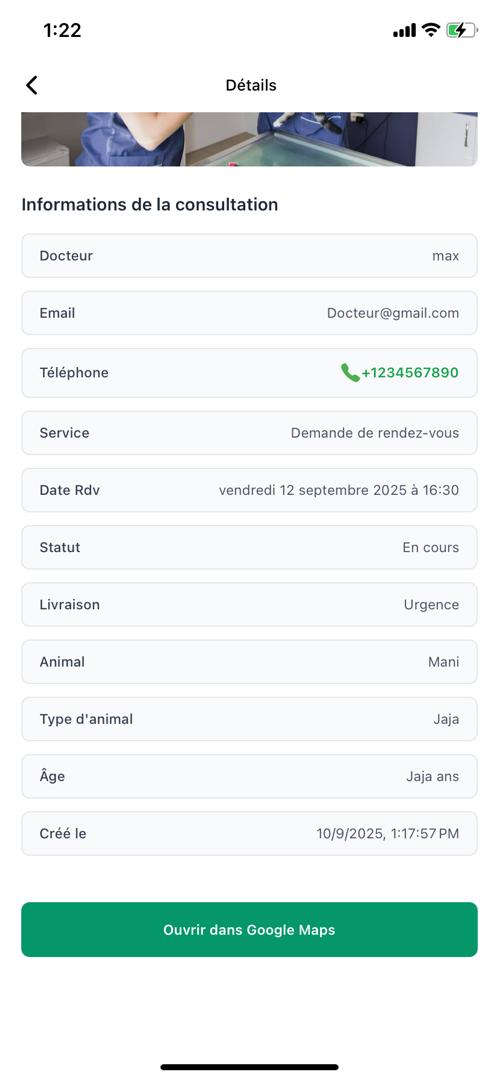 1:22
Détails
Informations de la consultation
Docteur max
Email Docteur@gmail.com
Téléphone 📞+1234567890
Service Demande de rendez-vous
Date Rdv vendredi 12 septembre 2025 à 16:30
Statut En cours
Livraison Urgence
Animal Mani
Type d'animal Jaja
Âge Jaja ans
Créé le 10/9/2025, 1:17:57 PM
Ouvrir dans Google Maps